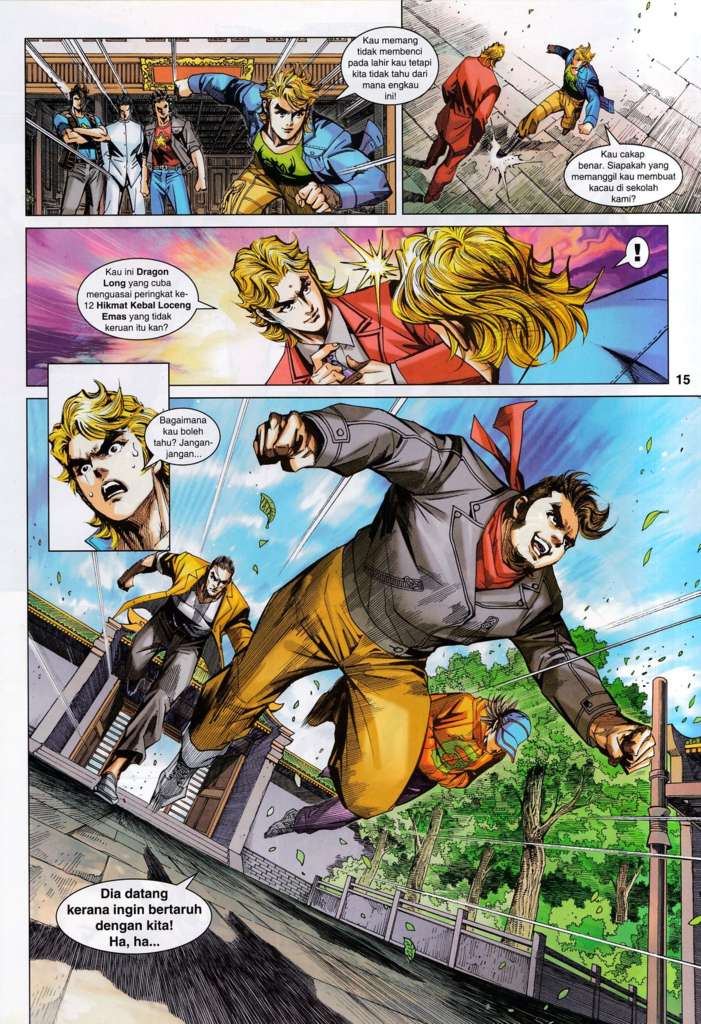 Kau memang
tidak membenci
pada lahir kau tetapi
kita tidak tahu dari
mana engkau
ini!
Kau cakap
benar. Siapakah yang
memanggil kau membuat
kacau di sekolah
kami?
Kau ini Dragon
Long yang cuba
menguasai peringkat ke-
12 Hikmat Kebal Loceng
Emas yang tidak
keruan itu kan?
!
15
Bagaimana
kau boleh
tahu? Jangan-
jangan...
Dia datang
kerana ingin bertaruh
dengan kita!
Ha, ha...